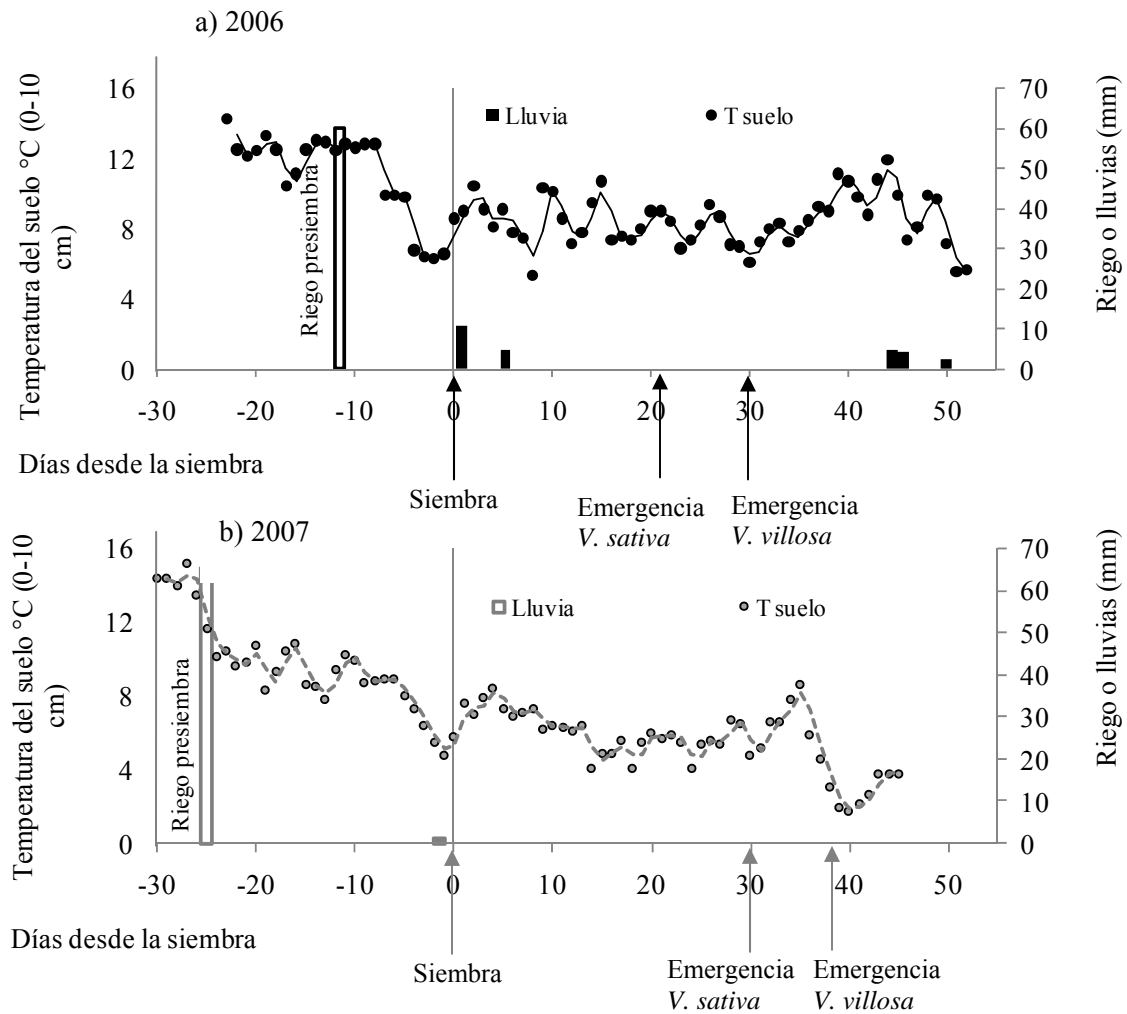 a) 2006
Temperatura del suelo °C (0-10
cm)
16
12
8
4
0
Lluvia
T suelo
Riego presiembra
70
60
50
40
30
20
10
0
Riego o lluvias (mm)
-30 -20 -10 0 10 20 30 40 50
Días desde la siembra
Siembra
Emergencia
V. sativa
Emergencia
V. villosa
b) 2007
Temperatura del suelo °C (0-10
cm)
16
12
8
4
0
Lluvia
T suelo
Riego presiembra
70
60
50
40
30
20
10
0
Riego o lluvias (mm)
-30 -20 -10 0 10 20 30 40 50
Días desde la siembra
Siembra
Emergencia
V. sativa
Emergencia
V. villosa